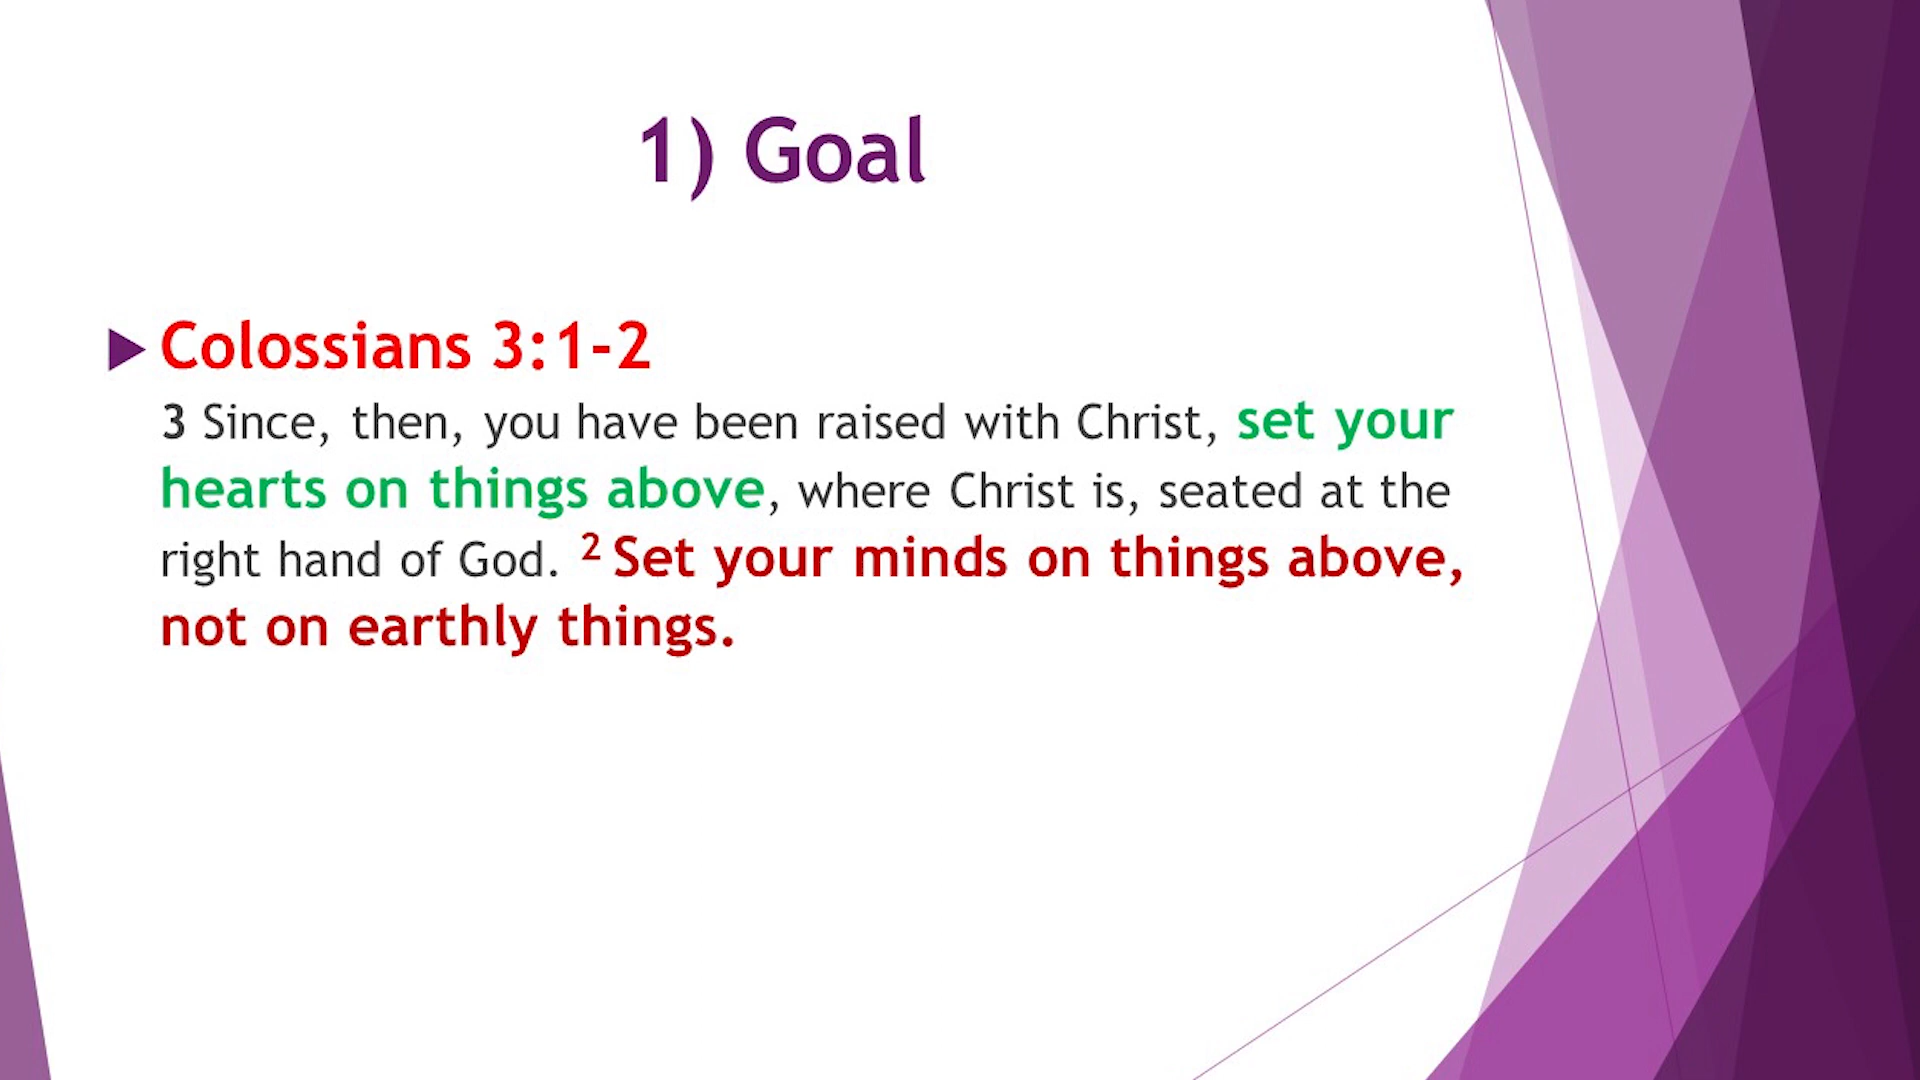 1) Goal
Colossians 3:1-2
3 Since, then, you have been raised with Christ, set your
hearts on things above, where Christ is, seated at the
right hand of God. ² Set your minds on things above,
not on earthly things.